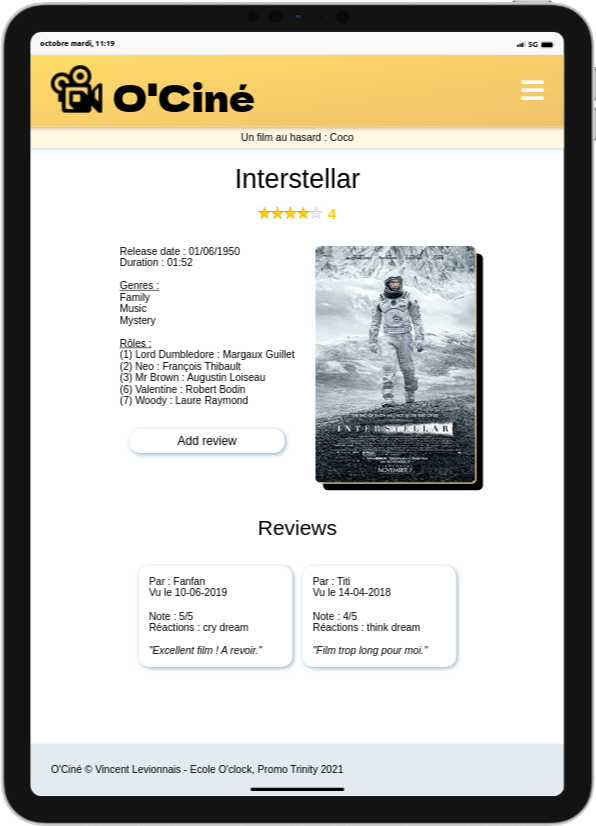 octobre mardi, 11:19
5G
O'Ciné
Un film au hasard : Coco
Interstellar
4
Release date : 01/06/1950
Duration : 01:52
Genres :
Family
Music
Mystery
Rôles :
(1) Lord Dumbledore : Margaux Guillet
(2) Neo : François Thibault
(3) Mr Brown : Augustin Loiseau
(6) Valentine : Robert Bodin
(7) Woody : Laure Raymond
Add review
INTERSTELLAR
NOVEMBER 7
Reviews
Par : Fanfan
Vu le 10-06-2019
Note : 5/5
Réactions : cry dream
"Excellent film ! A revoir."
Par : Titi
Vu le 14-04-2018
Note : 4/5
Réactions : think dream
"Film trop long pour moi."
O'Ciné © Vincent Levionnais - Ecole O'clock, Promo Trinity 2021